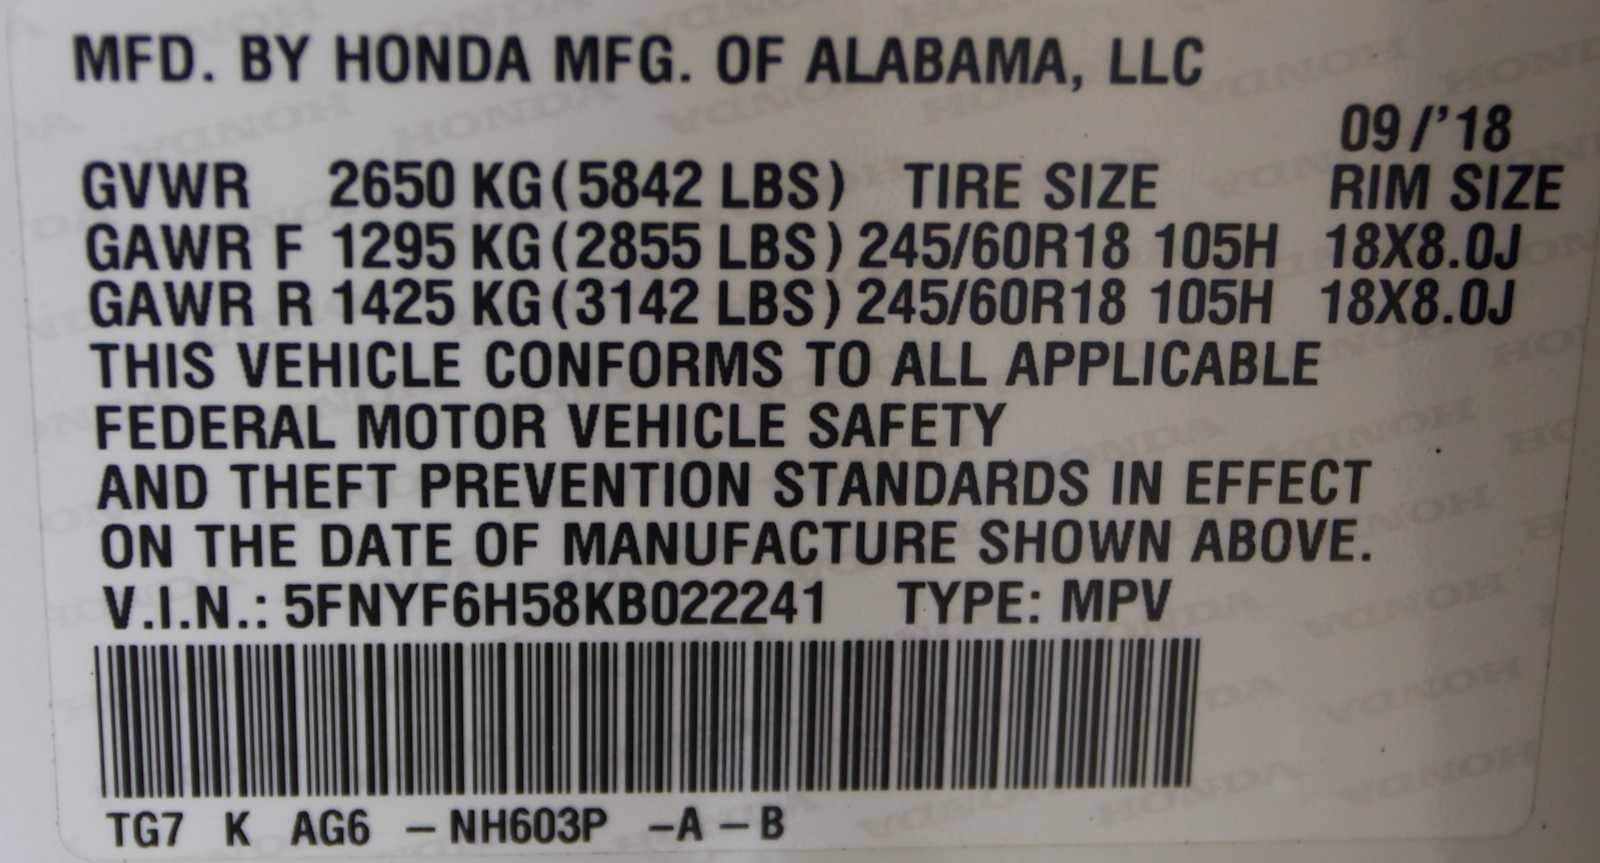 MFD. BY HONDA MFG. OF ALABAMA, LLC
09/'18
GVWR 2650 KG (5842 LBS) TIRE SIZE RIM SIZE
GAWR F 1295 KG (2855 LBS) 245/60R18 105H 18X8.0J
GAWR R 1425 KG (3142 LBS) 245/60R18 105H 18X8.0J
THIS VEHICLE CONFORMS TO ALL APPLICABLE
FEDERAL MOTOR VEHICLE SAFETY
AND THEFT PREVENTION STANDARDS IN EFFECT
ON THE DATE OF MANUFACTURE SHOWN ABOVE.
V.I.N.: 5FNYF6H58KB022241 TYPE: MPV
TG7 K AG6 – NH603P –A – B